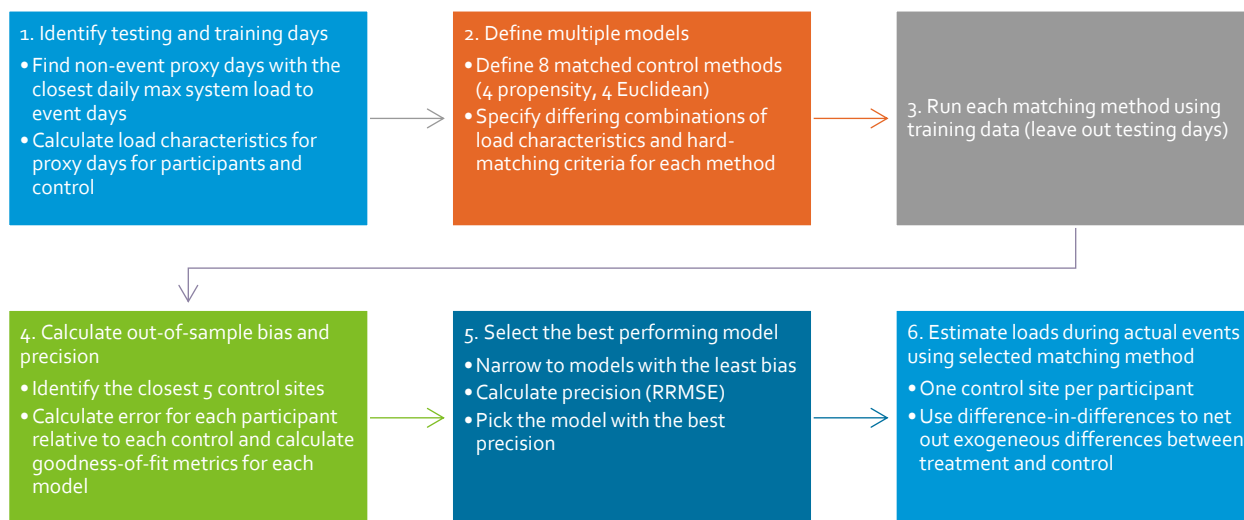 1. Identify testing and training days
• Find non-event proxy days with the
closest daily max system load to
event days
• Calculate load characteristics for
proxy days for participants and
control
2. Define multiple models
• Define 8 matched control methods
(4 propensity, 4 Euclidean)
• Specify differing combinations of
load characteristics and hard-
matching criteria for each method
3. Run each matching method using
training data (leave out testing days)
4. Calculate out-of-sample bias and
precision
• Identify the closest 5 control sites
• Calculate error for each participant
relative to each control and calculate
goodness-of-fit metrics for each
model
5. Select the best performing model
• Narrow to models with the least bias
• Calculate precision (RRMSE)
• Pick the model with the best
precision
6. Estimate loads during actual events
using selected matching method
• One control site per participant
• Use difference-in-differences to net
out exogeneous differences between
treatment and control